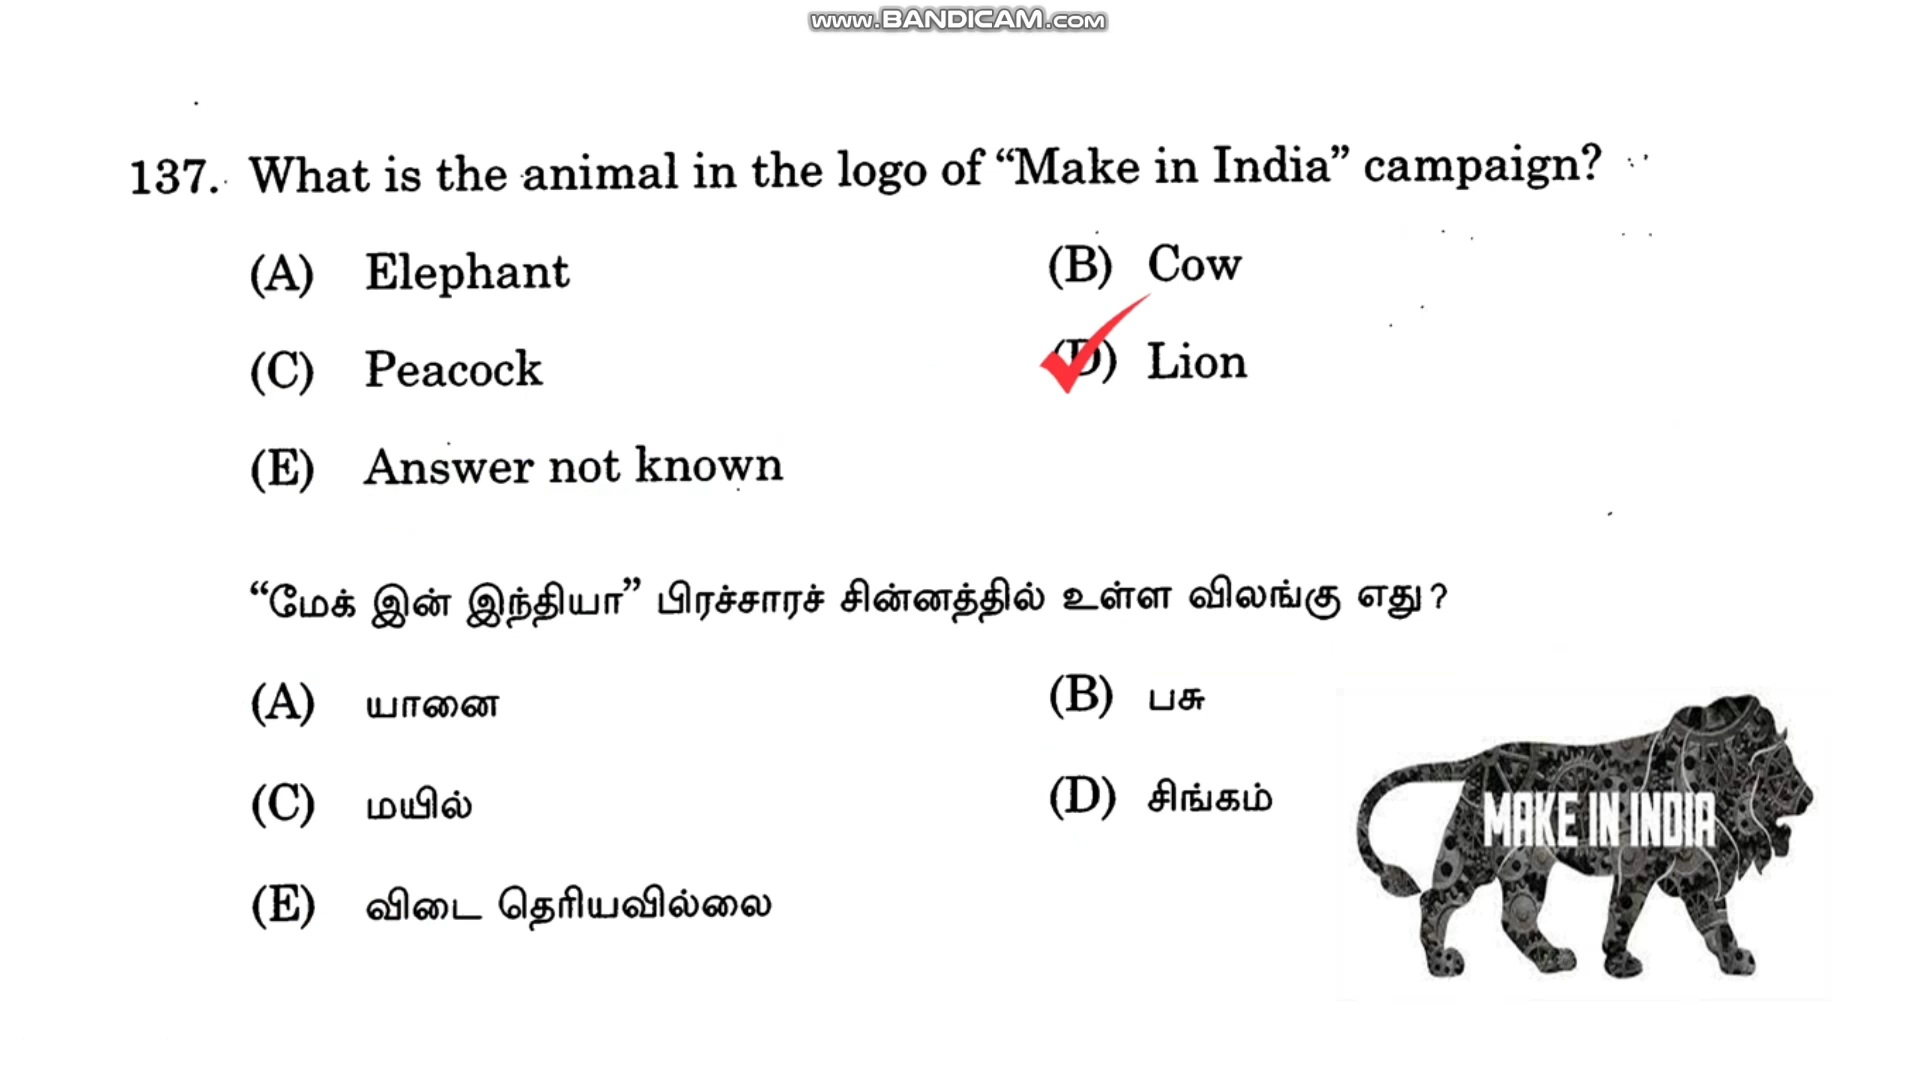 www.BANDICAM.com
137. What is the animal in the logo of “Make in India” campaign?
(A) Elephant (B) Cow
(C) Peacock (D) Lion
(E) Answer not known
“மேக் இன் இந்தியா” பிரச்சாரச் சின்னத்தில் உள்ள விலங்கு எது?
(A) யானை (B) பசு
(C) மயில் (D) சிங்கம்
MAKE IN INDIA
(E) விடை தெரியவில்லை